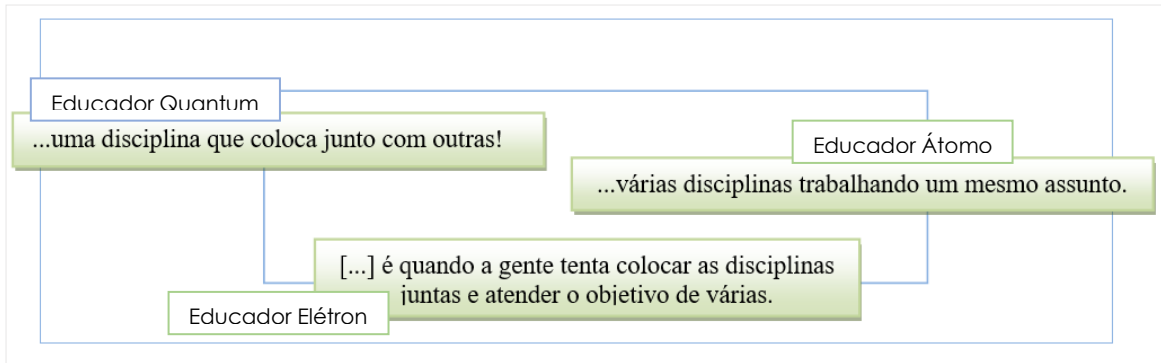 Educador Quantum
...uma disciplina que coloca junto com outras!
Educador Átomo
...várias disciplinas trabalhando um mesmo assunto.
[...] é quando a gente tenta colocar as disciplinas
juntas e atender o objetivo de várias.
Educador Elétron